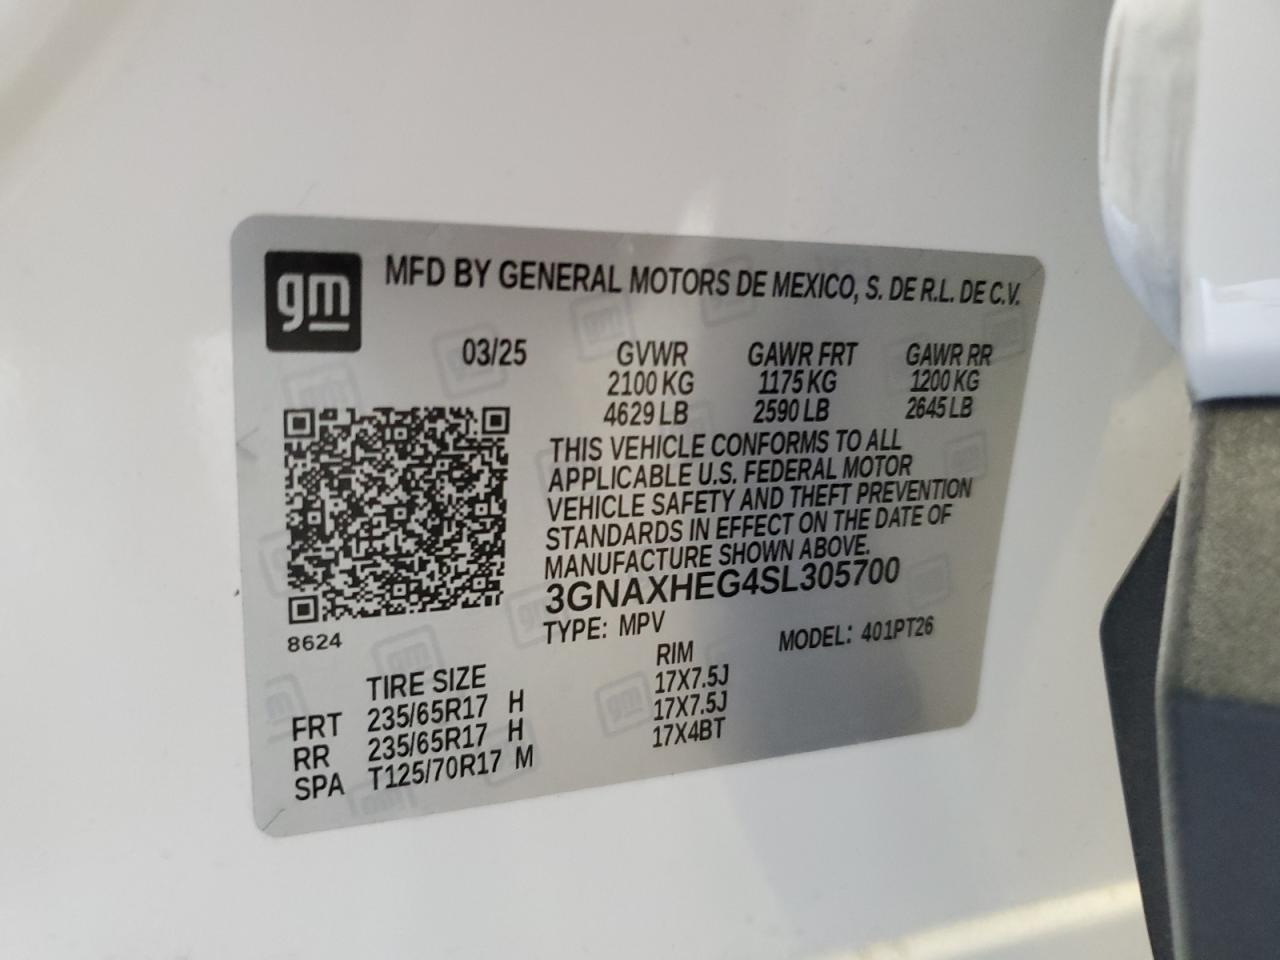 gm MFD BY GENERAL MOTORS DE MEXICO, S. DE R.L. DE C.V.
03/25 GVWR GAWR FRT GAWR RR
2100 KG 1175 KG 1200 KG
4629 LB 2590 LB 2645 LB
THIS VEHICLE CONFORMS TO ALL
APPLICABLE U.S. FEDERAL MOTOR
VEHICLE SAFETY AND THEFT PREVENTION
STANDARDS IN EFFECT ON THE DATE OF
MANUFACTURE SHOWN ABOVE.
3GNAXHEG4SL305700
8624
TYPE: MPV MODEL: 401PT26
TIRE SIZE RIM
FRT 235/65R17 H 17X7.5J
RR 235/65R17 H 17X7.5J
SPA T125/70R17 M 17X4BT